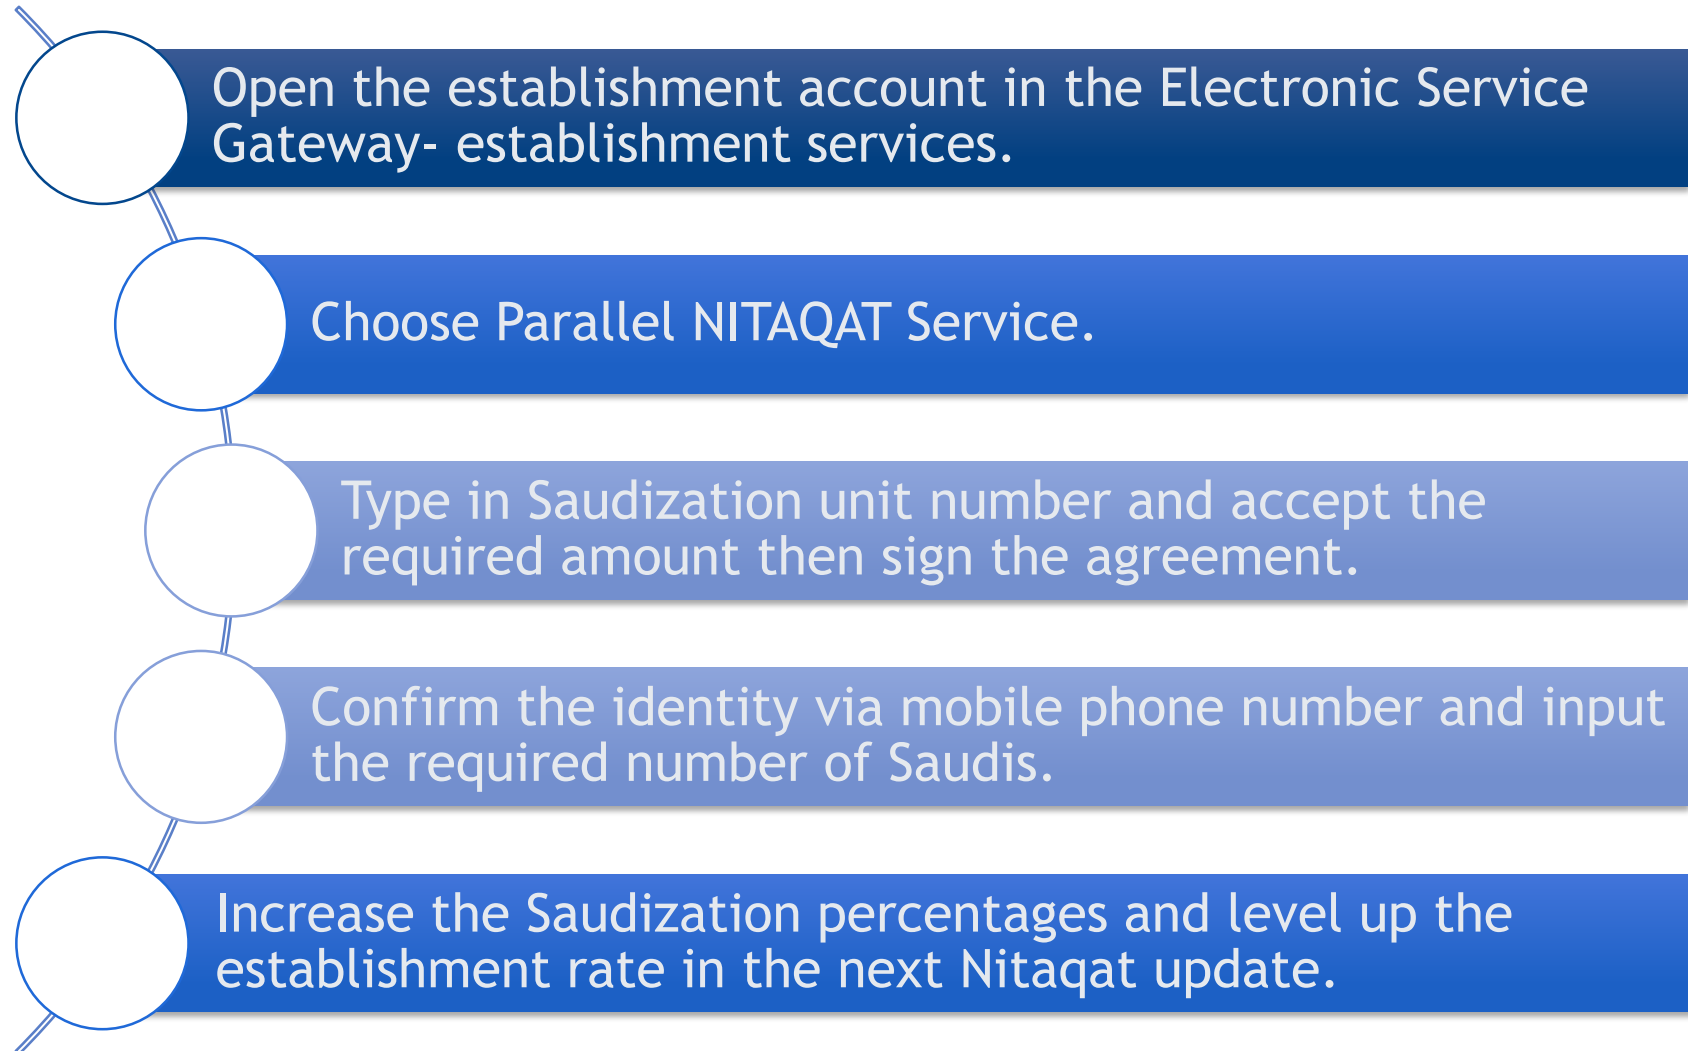 Open the establishment account in the Electronic Service
Gateway- establishment services.
Choose Parallel NITAQAT Service.
Type in Saudization unit number and accept the
required amount then sign the agreement.
Confirm the identity via mobile phone number and input
the required number of Saudis.
Increase the Saudization percentages and level up the
establishment rate in the next Nitaqat update.